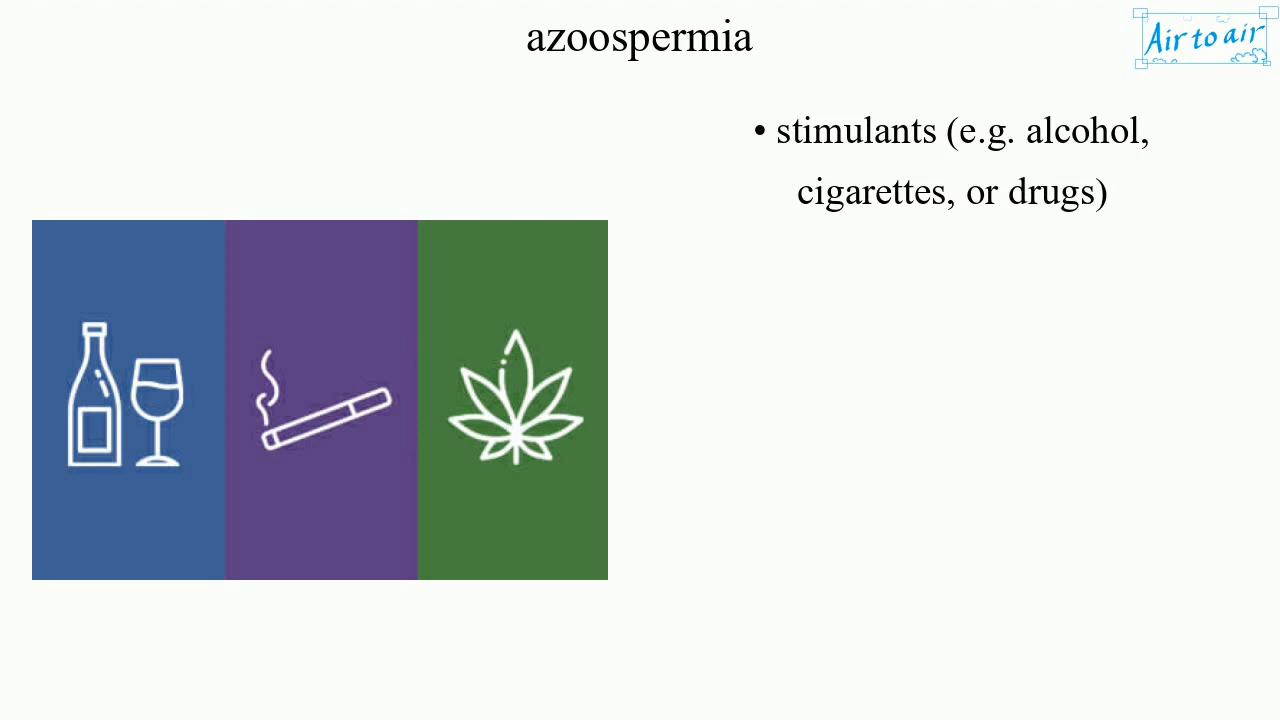 azoospermia
Air to air
• stimulants (e.g. alcohol,
cigarettes, or drugs)